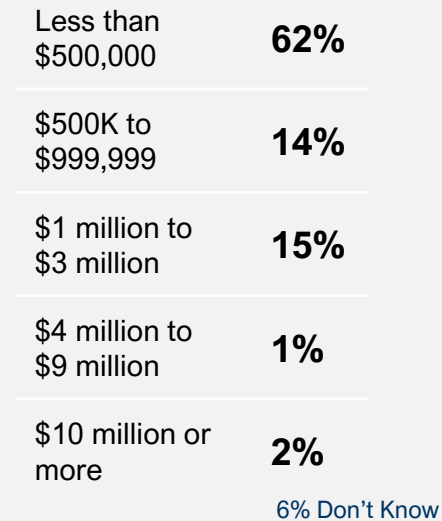 Less than
$500,000
62%
$500K to
$999,999
14%
$1 million to
$3 million
15%
$4 million to
$9 million
1%
$10 million or
more
2%
6% Don't Know